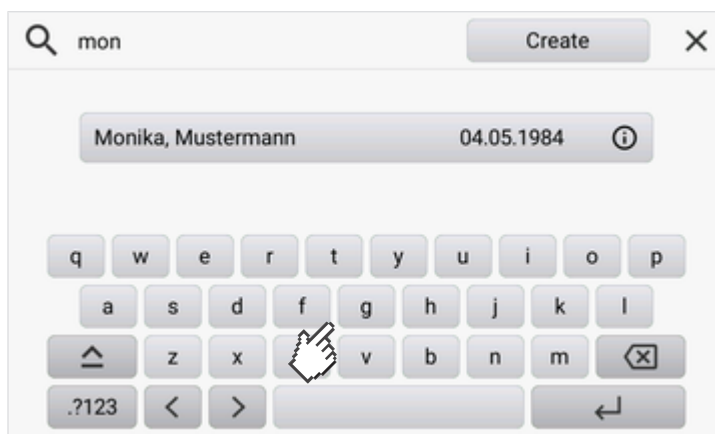 mon Create
Monika, Mustermann 04.05.1984
q w e r t y u i o p
a s d f g h j k l
z x v b n m
.?123 < >